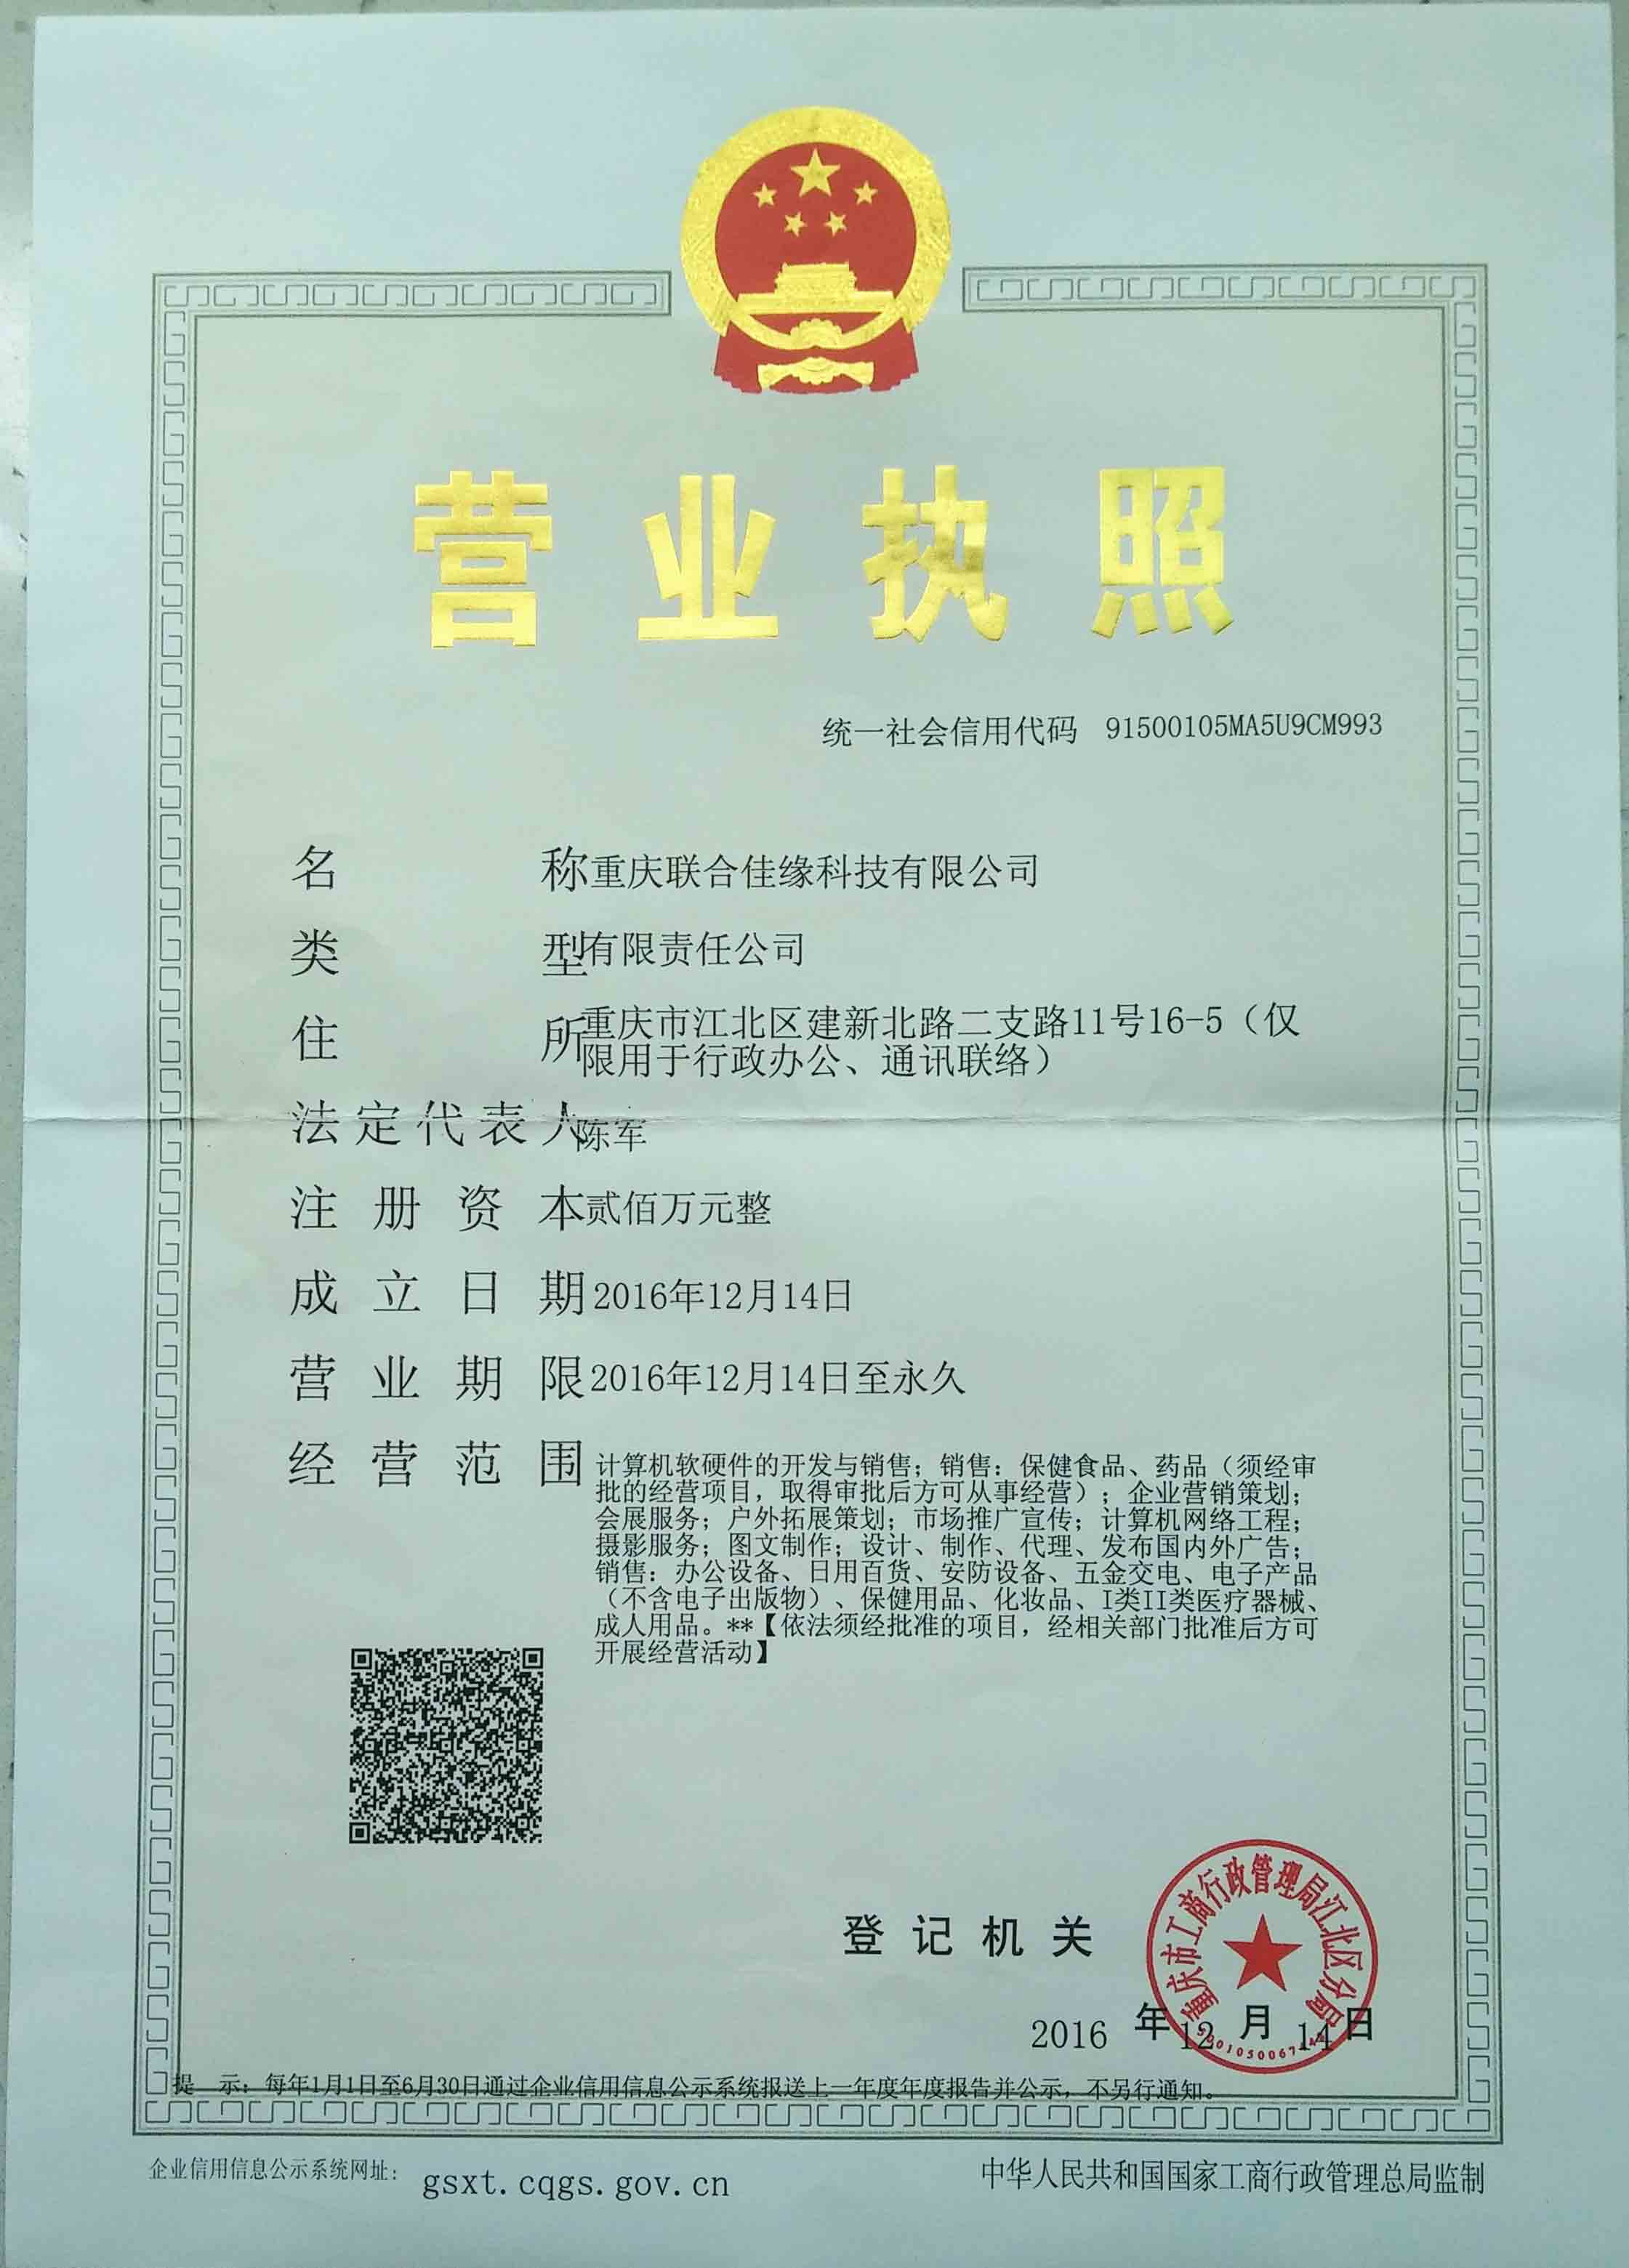 营业执照
统一社会信用代码 91500105MA5U9CM993
名称 重庆联合佳缘科技有限公司
类型 有限责任公司
住所 重庆市江北区建新北路二支路11号16-5（仅
限用于行政办公、通讯联络）
法定代表人 陈军
注册资本 贰佰万元整
成立日期 2016年12月14日
营业期限 2016年12月14日至永久
经营范围 计算机软硬件的开发与销售；销售：保健食品、药品（须经审
批的经营项目，取得审批后方可从事经营）；企业营销策划；
会展服务；户外拓展策划；市场推广宣传；计算机网络工程；
摄影服务；图文制作；设计、制作、代理、发布国内外广告；
销售：办公设备、日用百货、安防设备、五金交电、电子产品
（不含电子出版物）、保健用品、化妆品、I类II类医疗器械、
成人用品。**【依法须经批准的项目，经相关部门批准后方可
开展经营活动】
登记机关
重庆市工商行政管理局江北区分局
2016 年 12 月 14 日
提 示：每年1月1日至6月30日通过企业信用信息公示系统报送上一年度年度报告并公示，不另行通知。
企业信用信息公示系统网址： gsxt.cqgs.gov.cn
中华人民共和国国家工商行政管理总局监制